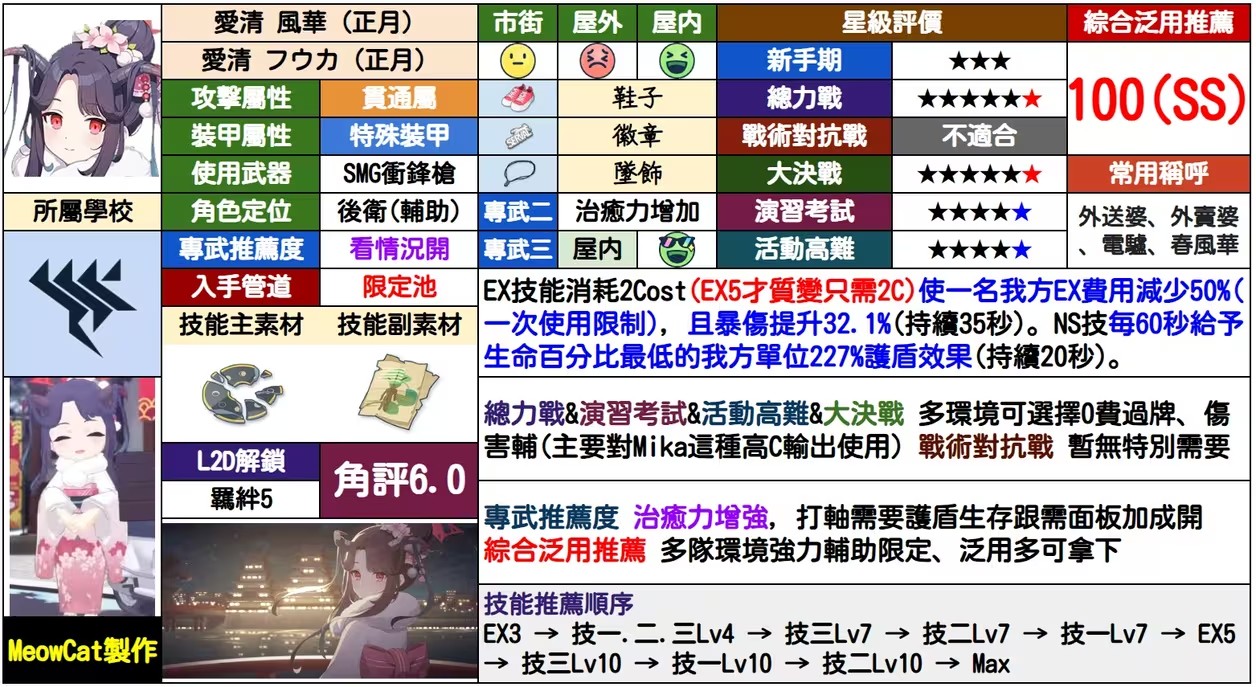 愛清 風華（正月）
愛清 フウカ（正月）
攻擊屬性 貫通屬
裝甲屬性 特殊裝甲
使用武器 SMG衝鋒槍
角色定位 後衛(輔助)
專武推薦度 看情況開
入手管道 限定池
技能主素材 技能副素材
L2D解鎖
羈絆5
角評6.0
所屬學校
MeowCat製作
市街 屋外 屋内
鞋子
徽章
墜飾
專武二 治癒力增加
專武三 屋内
星級評價
新手期 ★★★
總力戰 ★★★★★★
戰術對抗戰 不適合
大決戰 ★★★★★★
演習考試 ★★★★★
活動高難 ★★★★★
綜合泛用推薦
100(SS)
常用稱呼
外送婆、外賣婆
、電驢、春風華
EX技能消耗2Cost(EX5才質變只需2C)使一名我方EX費用減少50%(
一次使用限制)，且暴傷提升32.1%(持續35秒)。NS技每60秒給予
生命百分比最低的我方單位227%護盾效果(持續20秒)。
總力戰&演習考試&活動高難&大決戰 多環境可選擇0費過牌、傷
害輔(主要對Mika這種高C輸出使用) 戰術對抗戰 暫無特別需要
專武推薦度 治癒力增強，打軸需要護盾生存跟需面板加成開
綜合泛用推薦 多隊環境強力輔助限定、泛用多可拿下
技能推薦順序
EX3 → 技一.二.三Lv4 → 技三Lv7 → 技二Lv7 → 技一Lv7 → EX5
→ 技三Lv10 → 技一Lv10 → 技二Lv10 → Max